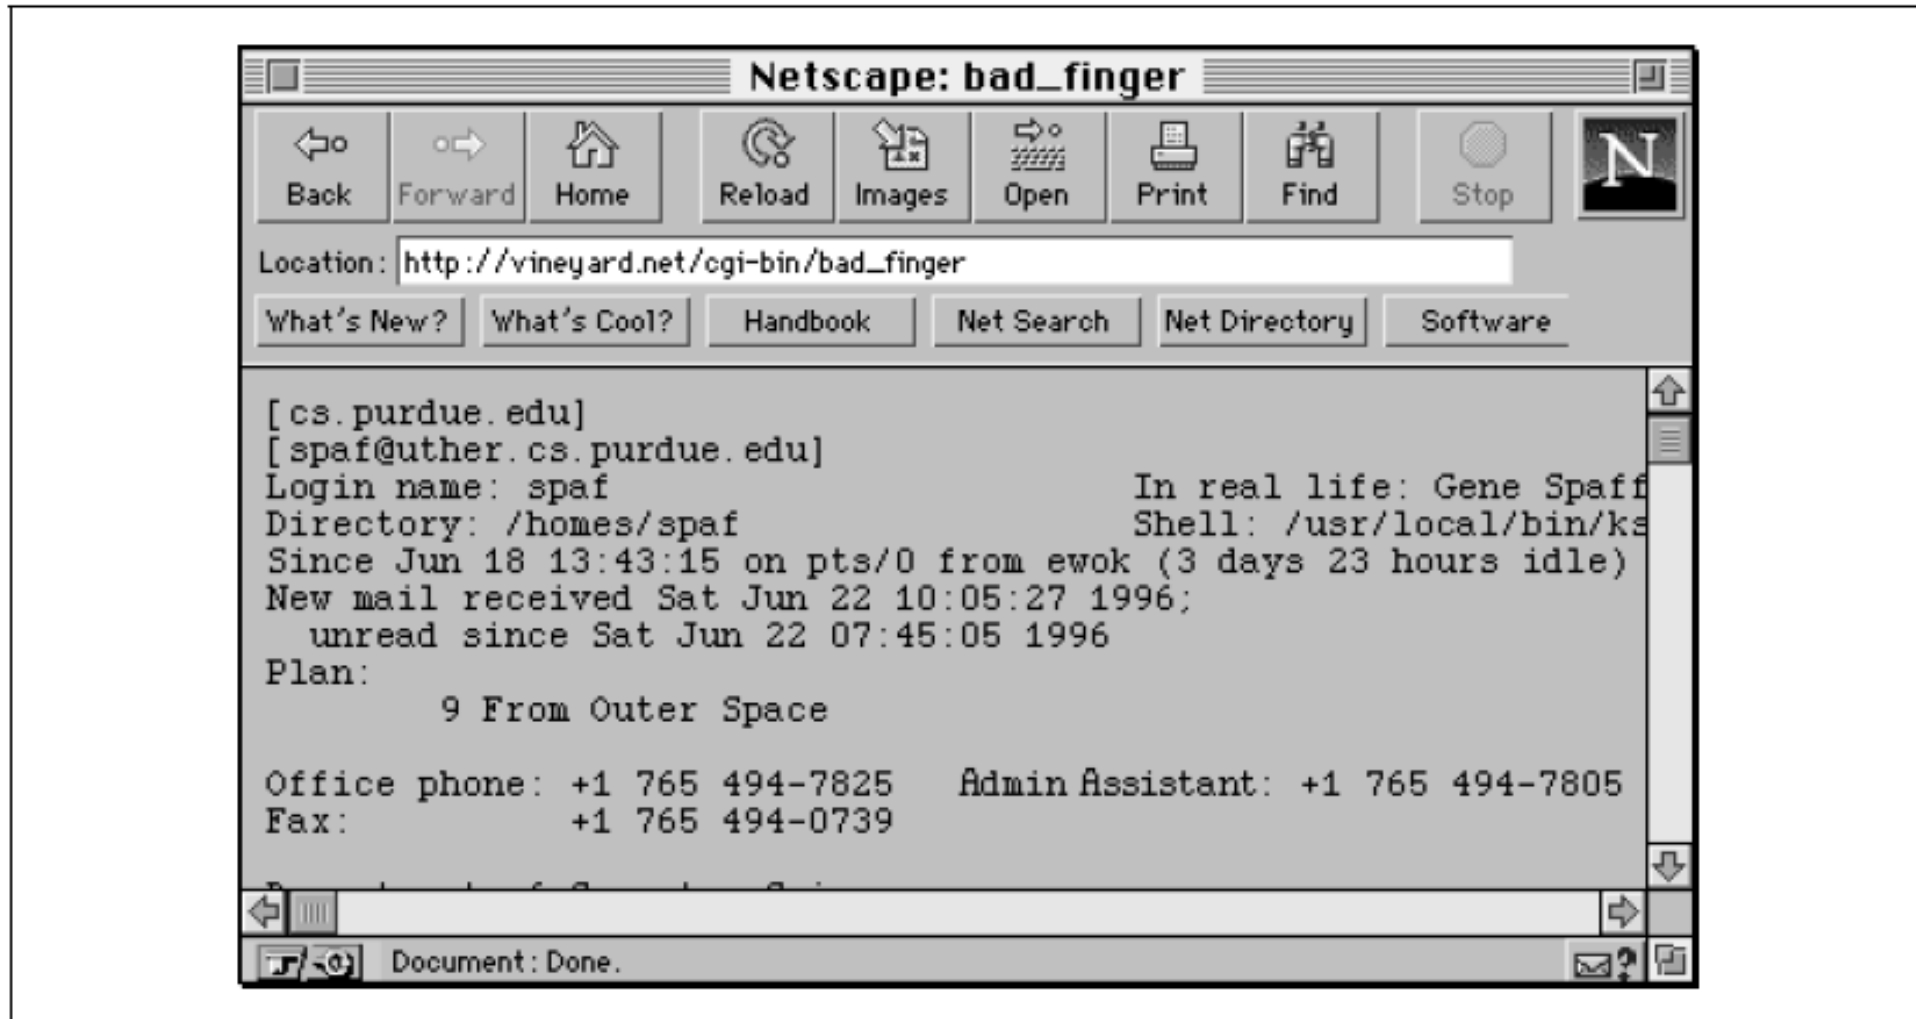 Netscape: bad_finger
Back Forward Home Reload Images Open Print Find Stop N
Location: http://vineyard.net/cgi-bin/bad_finger
What's New? What's Cool? Handbook Net Search Net Directory Software
[cs.purdue.edu]
[spaf@uther.cs.purdue.edu]
Login name: spaf In real life: Gene Spaff
Directory: /homes/spaf Shell: /usr/local/bin/ks
Since Jun 18 13:43:15 on pts/0 from ewok (3 days 23 hours idle)
New mail received Sat Jun 22 10:05:27 1996;
unread since Sat Jun 22 07:45:05 1996
Plan:
9 From Outer Space
Office phone: +1 765 494-7825 Admin Assistant: +1 765 494-7805
Fax: +1 765 494-0739
Document: Done.